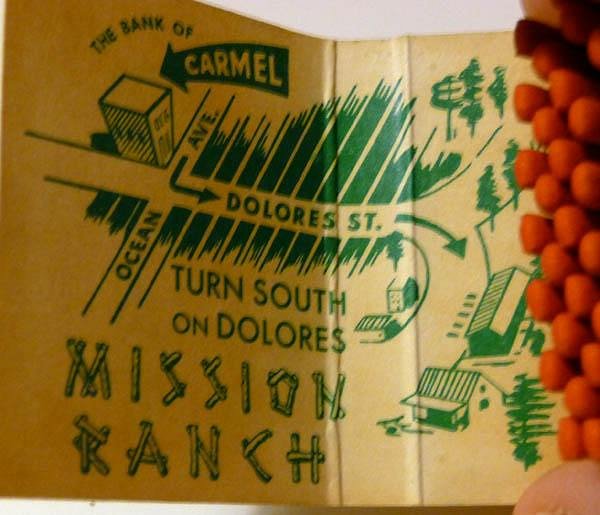 THE BANK OF
CARMEL
AVE.
DOLORES ST.
OCEAN
TURN SOUTH
ON DOLORES
MISSION
RANCH